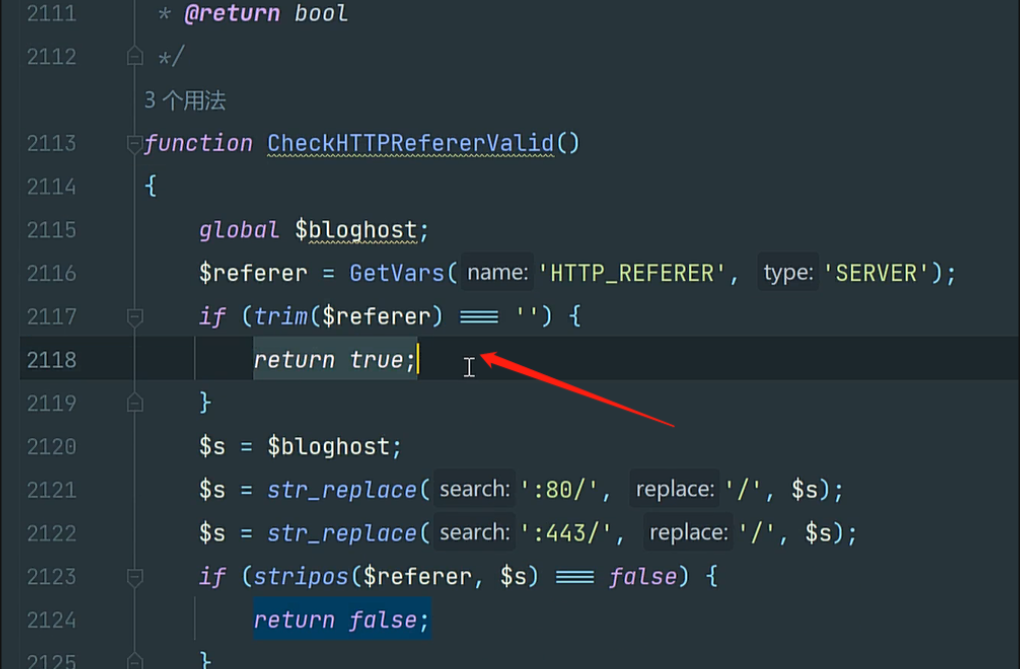 2111 * @return bool
2112 */
3 个用法
2113 function CheckHTTPRefererValid()
2114 {
2115 global $bloghost;
2116 $referer = GetVars( name: 'HTTP_REFERER', type: 'SERVER');
2117 if (trim($referer) === '') {
2118 return true;
2119 }
2120 $s = $bloghost;
2121 $s = str_replace( search: ':80/', replace: '/', $s);
2122 $s = str_replace( search: ':443/', replace: '/', $s);
2123 if (stripos($referer, $s) === false) {
2124 return false;
2125 }